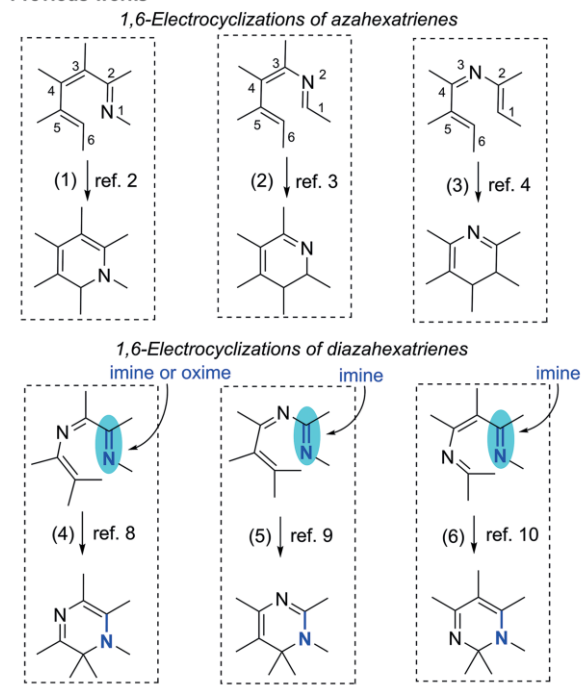 1,6-Electrocyclizations of azahexatrienes
3 2 4 N 1 5 6
3 N 2 4 1 5 6
3 N 2 4 1 5 6
(1) ref. 2
(2) ref. 3
(3) ref. 4
N
N
N
1,6-Electrocyclizations of diazahexatrienes
imine or oxime
imine
imine
N N
N N
N N
(4) ref. 8
(5) ref. 9
(6) ref. 10
N N
N N
N N